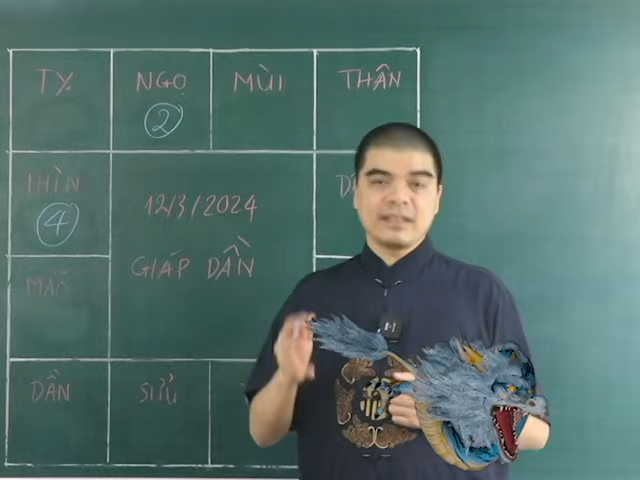 TỴ NGỌ MÙI THÂN
2
THÌN
4
12/3/2024
GIÁP DẦN
MÃO
DẦN SỬU